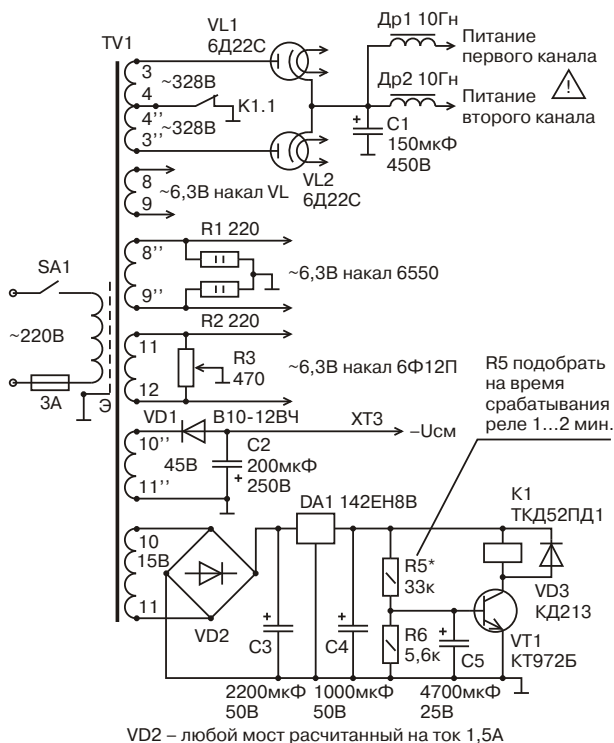 VL1
6Д22С
TV1
Др1 10Гн
Питание
первого канала
3
~328В
4
K1.1
4''
~328В
3''
Др2 10Гн
Питание
второго канала
!
+
C1
150мкФ
450В
VL2
6Д22С
8
~6,3В накал VL
9
R1 220
8''
9''
~6,3В накал 6550
SA1
~220В
3А
Э
R2 220
11
R3
470
12
~6,3В накал 6Ф12П
R5 подобрать
на время
срабатывания
реле 1...2 мин.
VD1
В10-12ВЧ
ХТ3
–Uсм
10''
45В
11''
C2
200мкФ
+
250В
DA1 142ЕН8В
K1
ТКД52ПД1
10
15В
11
VD2
R5*
33к
VD3
КД213
R6
5,6к
VT1
КТ972Б
+
C3
+
C4
+
C5
2200мкФ
50В
1000мкФ
50В
4700мкФ
25В
VD2 – любой мост расчитанный на ток 1,5А